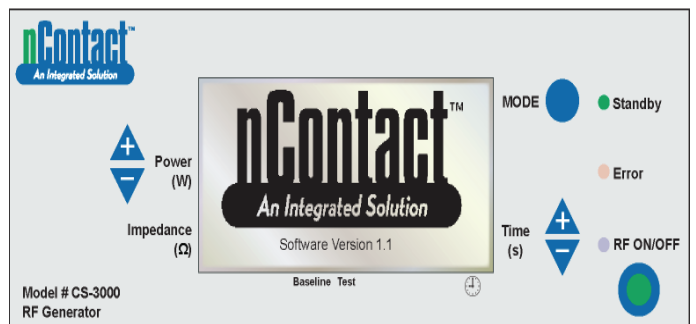 nContact™
An Integrated Solution
Power
(W)
Impedance
(Ω)
nContact™
An Integrated Solution
Software Version 1.1
Baseline Test
MODE
Standby
Error
Time
(s)
RF ON/OFF
Model # CS-3000
RF Generator